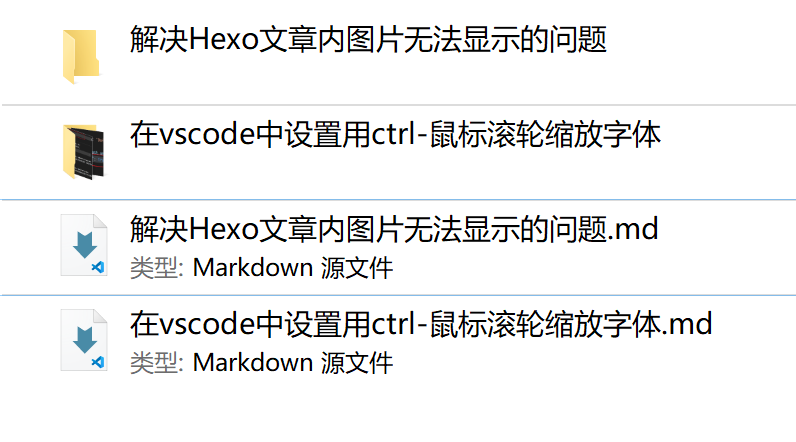 解决Hexo文章内图片无法显示的问题
在vscode中设置用ctrl-鼠标滚轮缩放字体
解决Hexo文章内图片无法显示的问题.md
类型: Markdown 源文件
在vscode中设置用ctrl-鼠标滚轮缩放字体.md
类型: Markdown 源文件